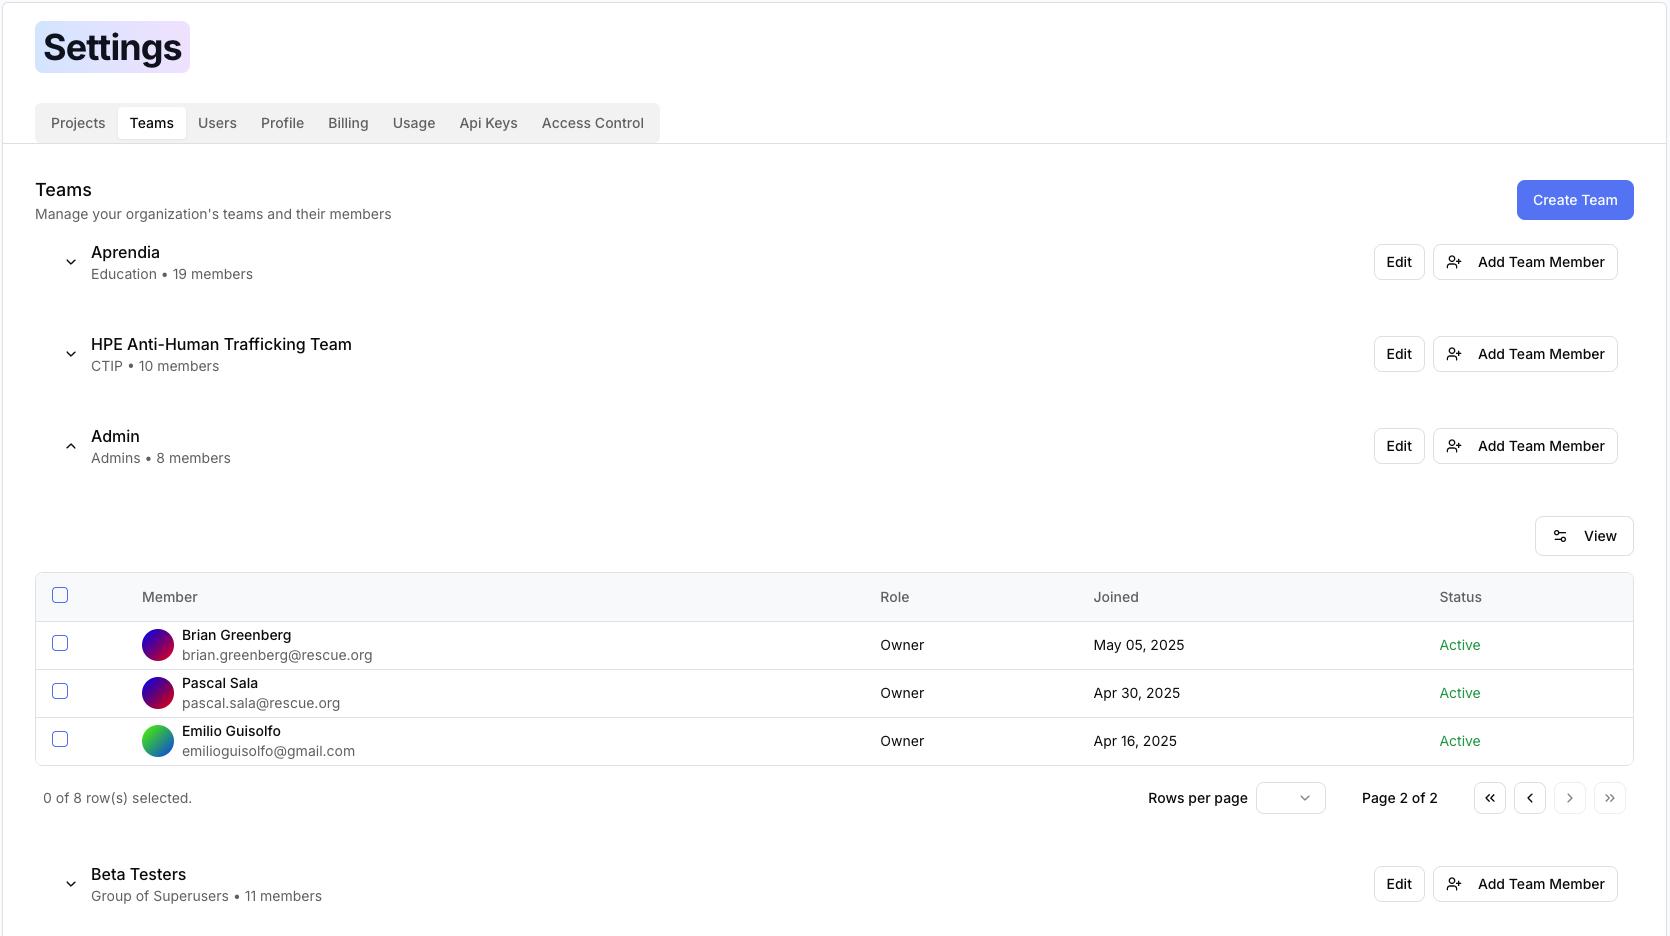 Settings
Projects Teams Users Profile Billing Usage Api Keys Access Control
Teams
Manage your organization's teams and their members
Create Team
Aprendia
Education • 19 members
Edit Add Team Member
HPE Anti-Human Trafficking Team
CTIP • 10 members
Edit Add Team Member
Admin
Admins • 8 members
Edit Add Team Member
View
Member Role Joined Status
Brian Greenberg
brian.greenberg@rescue.org
Owner May 05, 2025 Active
Pascal Sala
pascal.sala@rescue.org
Owner Apr 30, 2025 Active
Emilio Guisolfo
emilioguisolfo@gmail.com
Owner Apr 16, 2025 Active
0 of 8 row(s) selected.
Rows per page Page 2 of 2
Beta Testers
Group of Superusers • 11 members
Edit Add Team Member